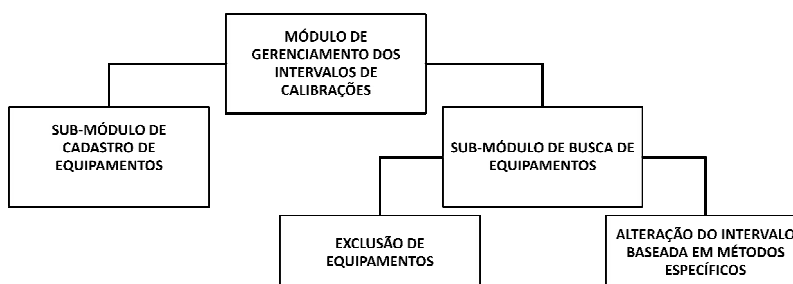 MÓDULO DE
GERENCIAMENTO DOS
INTERVALOS DE
CALIBRAÇÕES
SUB-MÓDULO DE
CADASTRO DE
EQUIPAMENTOS
SUB-MÓDULO DE BUSCA DE
EQUIPAMENTOS
EXCLUSÃO DE
EQUIPAMENTOS
ALTERAÇÃO DO INTERVALO
BASEADA EM MÉTODOS
ESPECÍFICOS